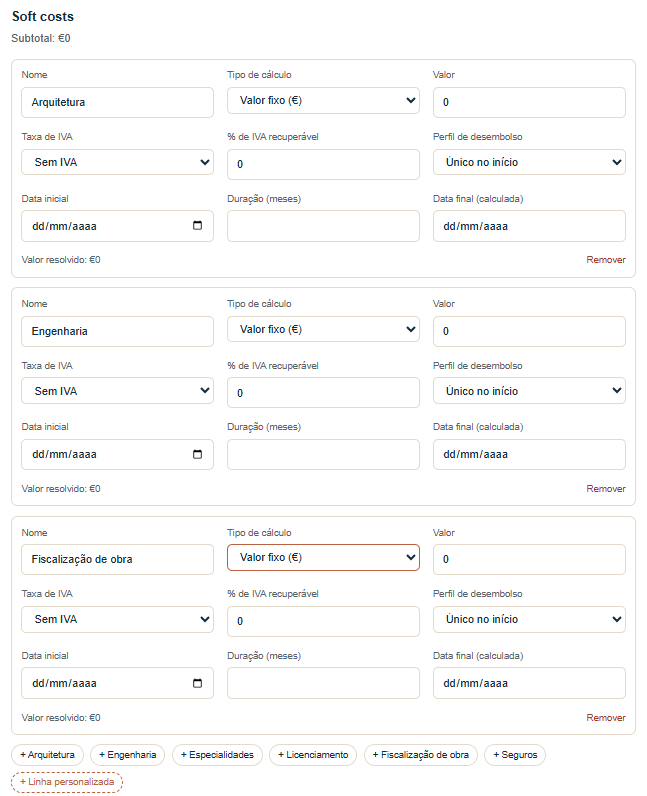 Soft costs
Subtotal: €0
Nome Tipo de cálculo Valor
Arquitetura Valor fixo (€) 0
Taxa de IVA % de IVA recuperável Perfil de desembolso
Sem IVA 0 Único no início
Data inicial Duração (meses) Data final (calculada)
dd/mm/aaaa dd/mm/aaaa
Valor resolvido: €0 Remover
Nome Tipo de cálculo Valor
Engenharia Valor fixo (€) 0
Taxa de IVA % de IVA recuperável Perfil de desembolso
Sem IVA 0 Único no início
Data inicial Duração (meses) Data final (calculada)
dd/mm/aaaa dd/mm/aaaa
Valor resolvido: €0 Remover
Nome Tipo de cálculo Valor
Fiscalização de obra Valor fixo (€) 0
Taxa de IVA % de IVA recuperável Perfil de desembolso
Sem IVA 0 Único no início
Data inicial Duração (meses) Data final (calculada)
dd/mm/aaaa dd/mm/aaaa
Valor resolvido: €0 Remover
+ Arquitetura + Engenharia + Especialidades + Licenciamento + Fiscalização de obra + Seguros
+ Linha personalizada